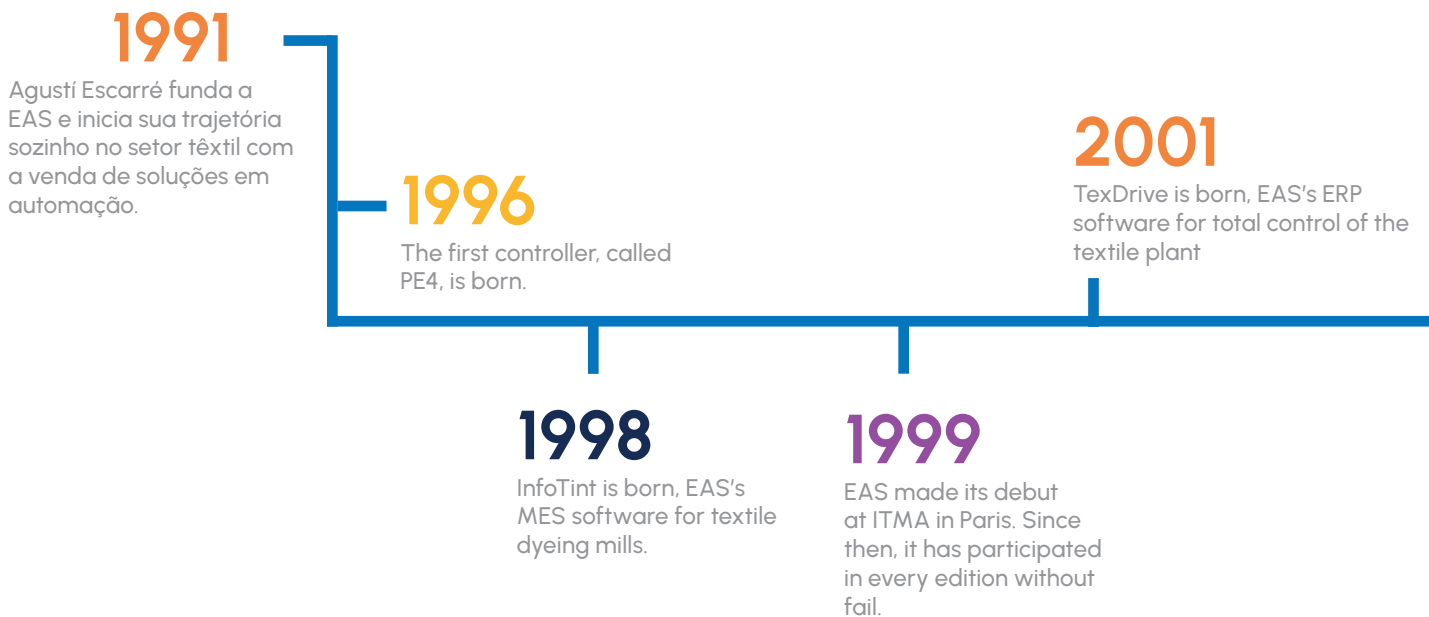 1991
Agustí Escarré funda a
EAS e inicia sua trajetória
sozinho no setor têxtil com
a venda de soluções em
automação.
1996
The first controller, called
PE4, is born.
1998
InfoTint is born, EAS's
MES software for textile
dyeing mills.
1999
EAS made its debut
at ITMA in Paris. Since
then, it has participated
in every edition without
fail.
2001
TexDrive is born, EAS's ERP
software for total control of the
textile plant